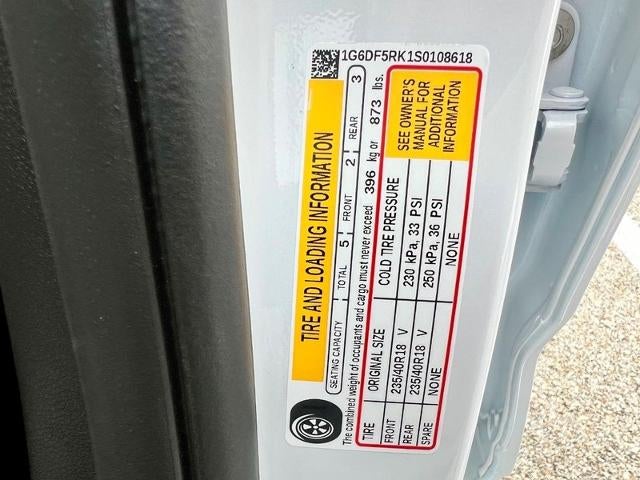 1G6DF5RK1S0108618
TIRE AND LOADING INFORMATION
SEATING CAPACITY TOTAL 5 FRONT 2 REAR 3
The combined weight of occupants and cargo must never exceed 396 kg or 873 lbs.
TIRE ORIGINAL SIZE COLD TIRE PRESSURE
FRONT 235/40R18 V 230 kPa, 33 PSI
REAR 235/40R18 V 250 kPa, 36 PSI
SPARE NONE NONE
SEE OWNER'S
MANUAL FOR
ADDITIONAL
INFORMATION